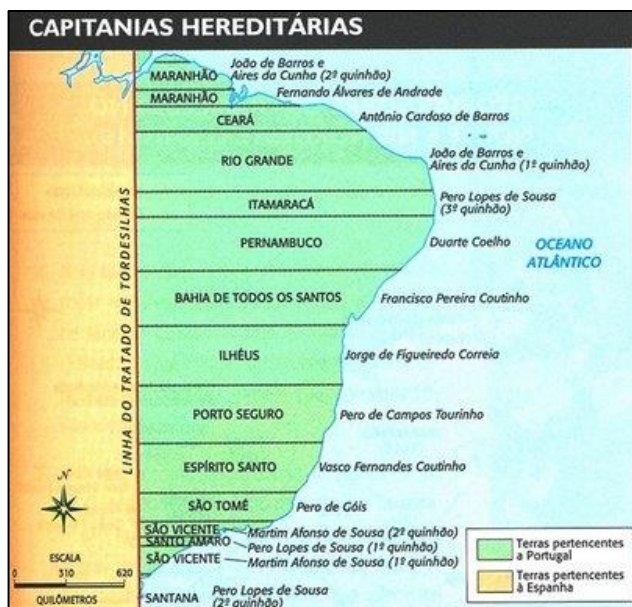 CAPITANIAS HEREDITÁRIAS
João de Barros e
Aires da Cunha (2º quinhão)
MARANHÃO
MARANHÃO
Fernando Álvares de Andrade
CEARÁ
Antônio Cardoso de Barros
RIO GRANDE
João de Barros e
Aires da Cunha (1º quinhão)
ITAMARACÁ
Pero Lopes de Sousa
(3º quinhão)
PERNAMBUCO
Duarte Coelho
OCEANO
ATLÂNTICO
BAHIA DE TODOS OS SANTOS
Francisco Pereira Coutinho
ILHÉUS
Jorge de Figueiredo Correia
PORTO SEGURO
Pero de Campos Tourinho
ESPÍRITO SANTO
Vasco Fernandes Coutinho
SÃO TOMÉ
Pero de Góis
SÃO VICENTE
Martim Afonso de Sousa (2º quinhão)
SANTO AMARO
Pero Lopes de Sousa (1º quinhão)
SÃO VICENTE
Martim Afonso de Sousa (1º quinhão)
SANTANA
Pero Lopes de Sousa
(2º quinhão)
LINHA DO TRATADO DE TORDESILHAS
N
ESCALA
0 310 620
QUILÔMETROS
Terras pertencentes
a Portugal
Terras pertencentes
à Espanha